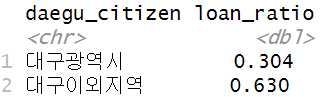 daegu_citizen loan_ratio
<chr> <dbl>
1 대구광역시 0.304
2 대구이외지역 0.630